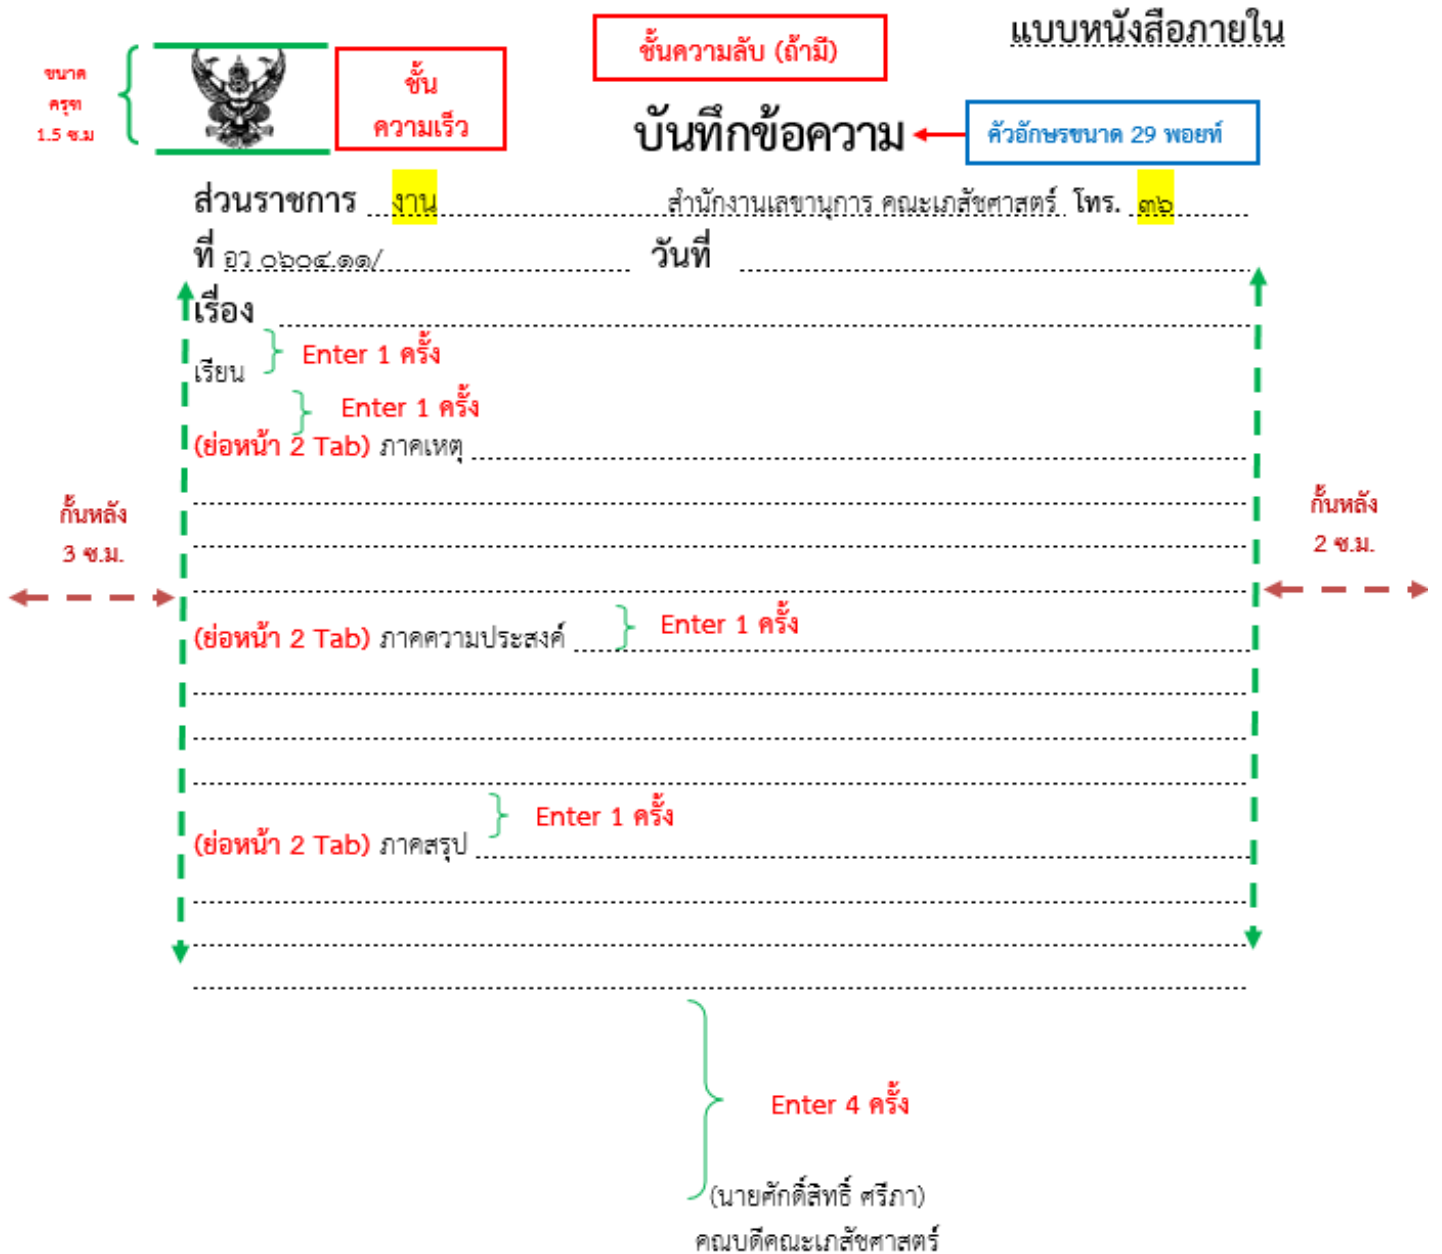 แบบหนังสือภายใน
ชั้นความลับ (ถ้ามี)
ขนาด
ครุฑ
1.5 ซ.ม
ชั้น
ความเร็ว
บันทึกข้อความ
ตัวอักษรขนาด 29 พอยท์
ส่วนราชการ งาน สำนักงานเลขานุการ คณะเภสัชศาสตร์ โทร. ๓๖
ที่ อว ๐๖๐๔.๑๑/ วันที่
เรื่อง
Enter 1 ครั้ง
เรียน
Enter 1 ครั้ง
(ย่อหน้า 2 Tab) ภาคเหตุ
กั้นหลัง
3 ซ.ม.
กั้นหลัง
2 ซ.ม.
(ย่อหน้า 2 Tab) ภาคความประสงค์ Enter 1 ครั้ง
Enter 1 ครั้ง
(ย่อหน้า 2 Tab) ภาคสรุป
Enter 4 ครั้ง
(นายศักดิ์สิทธิ์ ศรีภา)
คณบดีคณะเภสัชศาสตร์